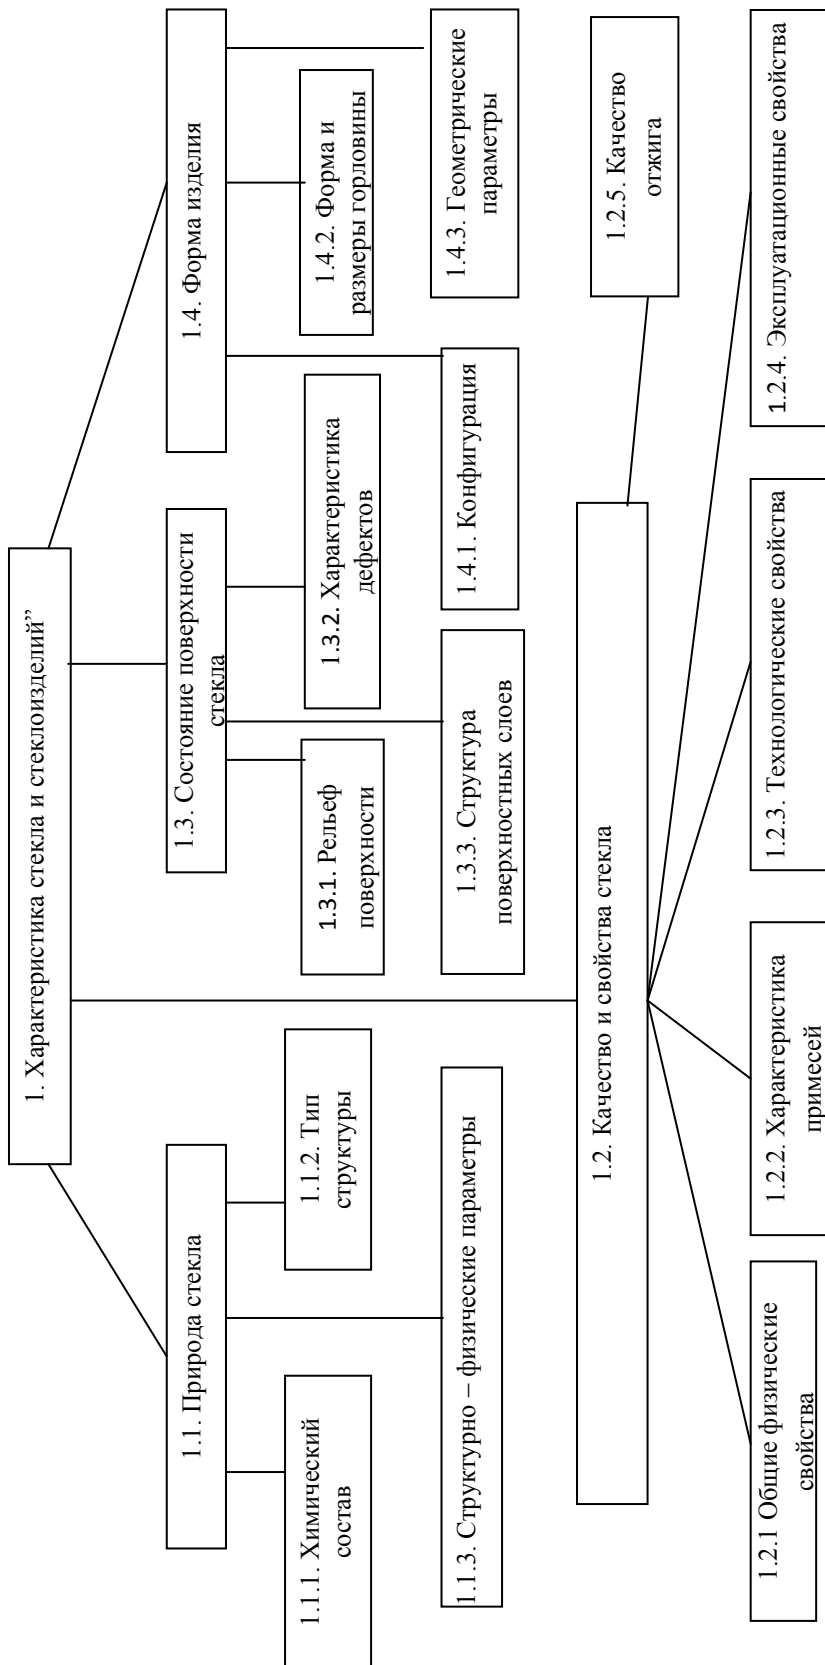 1. Характеристика стекла и стеклоизделий”
1.1. Природа стекла
1.3. Состояние поверхности
стекла
1.4. Форма изделия
1.1.1. Химический
состав
1.1.2. Тип
структуры
1.3.1. Рельеф
поверхности
1.3.2. Характеристика
дефектов
1.4.2. Форма и
размеры горловины
1.1.3. Структурно – физические параметры
1.3.3. Структура
поверхностных слоев
1.4.1. Конфигурация
1.4.3. Геометрические
параметры
1.2. Качество и свойства стекла
1.2.5. Качество
отжига
1.2.1 Общие физические
свойства
1.2.2. Характеристика
примесей
1.2.3. Технологические свойства
1.2.4. Эксплуатационные свойства